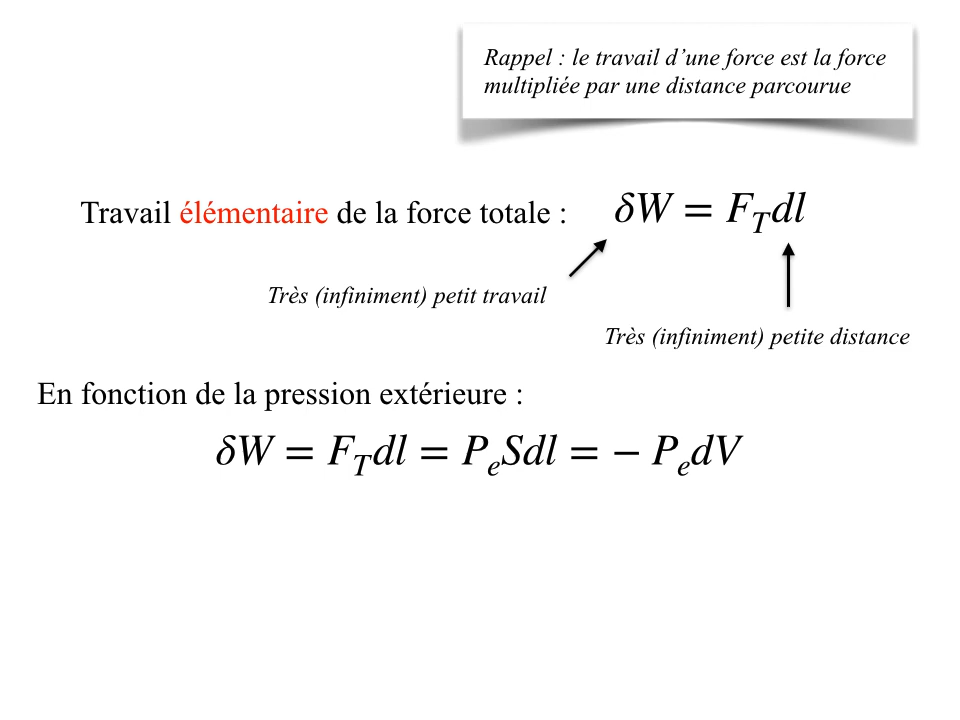 Rappel : le travail d’une force est la force
multipliée par une distance parcourue
Travail élémentaire de la force totale : δW = F_T dl
Très (infiniment) petit travail
Très (infiniment) petite distance
En fonction de la pression extérieure :
δW = F_T dl = P_e Sdl = − P_e dV